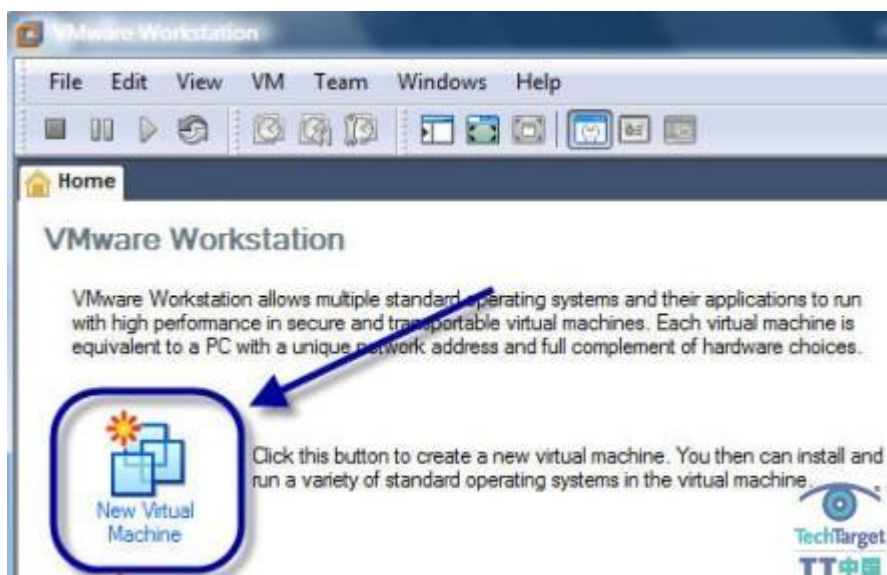 VMware Workstation
File Edit View VM Team Windows Help
Home
VMware Workstation
VMware Workstation allows multiple standard operating systems and their applications to run
with high performance in secure and transportable virtual machines. Each virtual machine is
equivalent to a PC with a unique network address and full complement of hardware choices.
Click this button to create a new virtual machine. You then can install and
run a variety of standard operating systems in the virtual machine.
New Virtual
Machine
TechTarget
TT中国